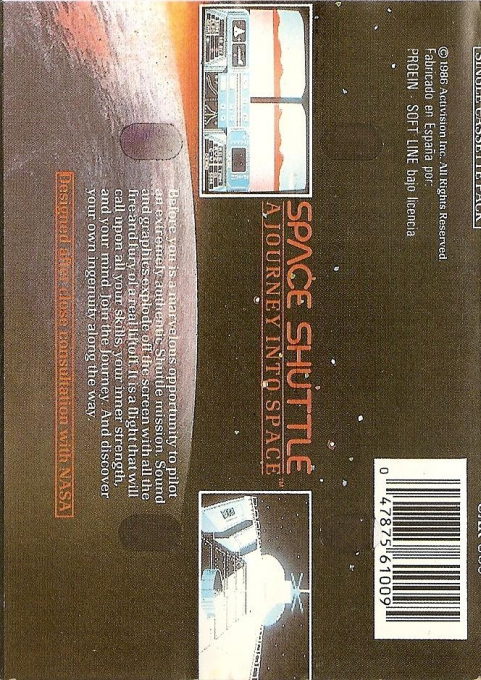 SINGLE CASSETTE PACK
© 1986 Activision Inc. All Rights Reserved.
Fabricado en España por:
PROEIN SOFT LINE bajo licencia
0 47875 61009
SPACE SHUTTLE
A JOURNEY INTO SPACE™
Before you is a marvelous opportunity to pilot
an extremely authentic Shuttle mission. Sound
and graphics explode off the screen with all the
fire and fury of a real liftoff. It is a flight that will
call upon all your skills, your inner strength,
and your mind. Join the Journey. And discover
your own ingenuity along the way.
Designed after close consultation with NASA